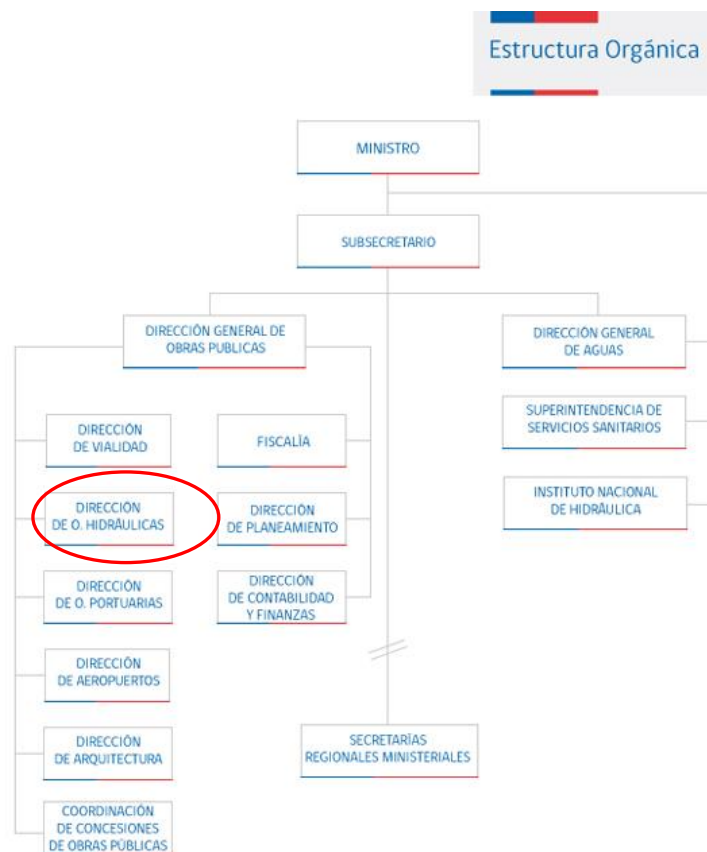 Estructura Orgánica
MINISTRO
SUBSECRETARIO
DIRECCIÓN GENERAL DE
OBRAS PUBLICAS
DIRECCIÓN GENERAL
DE AGUAS
DIRECCIÓN
DE VIALIDAD
FISCALÍA
SUPERINTENDENCIA DE
SERVICIOS SANITARIOS
DIRECCIÓN
DE O. HIDRÁULICAS
DIRECCIÓN
DE PLANEAMIENTO
INSTITUTO NACIONAL
DE HIDRÁULICA
DIRECCIÓN
DE O. PORTUARIAS
DIRECCIÓN
DE CONTABILIDAD
Y FINANZAS
DIRECCIÓN
DE AEROPUERTOS
DIRECCIÓN
DE ARQUITECTURA
SECRETARÍAS
REGIONALES MINISTERIALES
COORDINACIÓN
DE CONCESIONES
DE OBRAS PÚBLICAS